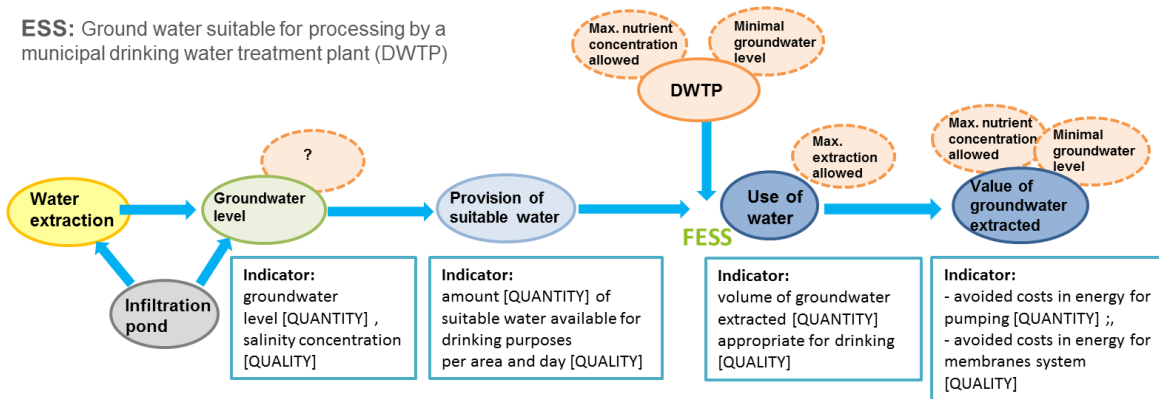 ESS: Ground water suitable for processing by a
municipal drinking water treatment plant (DWTP)
Max. nutrient
concentration
allowed
Minimal
groundwater
level
DWTP
?
Max.
extraction
allowed
Max. nutrient
concentration
allowed
Minimal
groundwater
level
Water
extraction
Groundwater
level
Provision of
suitable water
FESS
Use of
water
Value of
groundwater
extracted
Infiltration
pond
Indicator:
groundwater
level [QUANTITY] ,
salinity concentration
[QUALITY]
Indicator:
amount [QUANTITY] of
suitable water available for
drinking purposes
per area and day [QUALITY]
Indicator:
volume of groundwater
extracted [QUANTITY]
appropriate for drinking
[QUALITY]
Indicator:
- avoided costs in energy for
pumping [QUANTITY] ;,
- avoided costs in energy for
membranes system
[QUALITY]